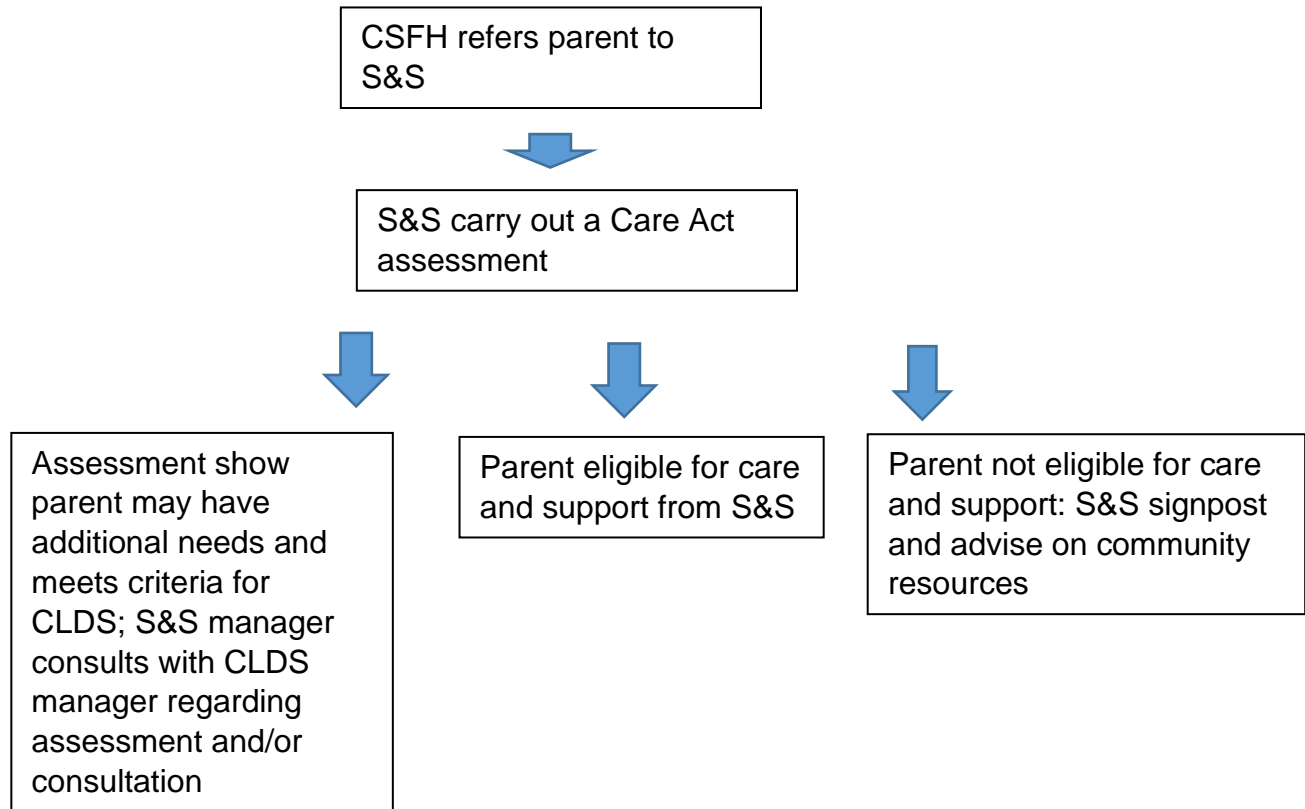 CSFH refers parent to
S&S
S&S carry out a Care Act
assessment
Assessment show
parent may have
additional needs and
meets criteria for
CLDS; S&S manager
consults with CLDS
manager regarding
assessment and/or
consultation
Parent eligible for care
and support from S&S
Parent not eligible for care
and support: S&S signpost
and advise on community
resources